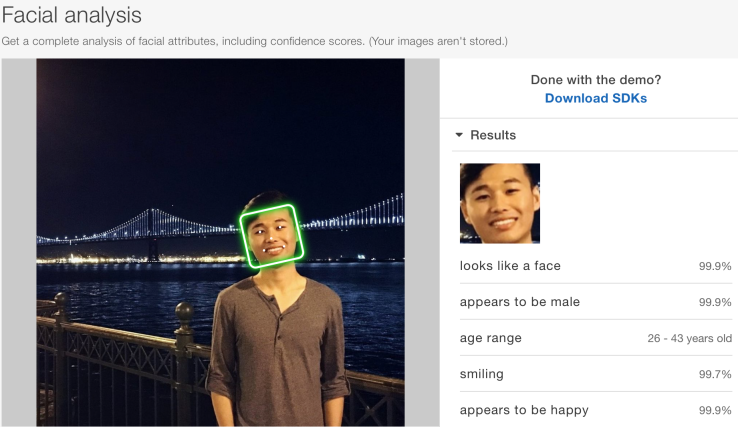 Facial analysis
Get a complete analysis of facial attributes, including confidence scores. (Your images aren't stored.)
Done with the demo?
Download SDKs
Results
looks like a face 99.9%
appears to be male 99.9%
age range 26 - 43 years old
smiling 99.7%
appears to be happy 99.9%